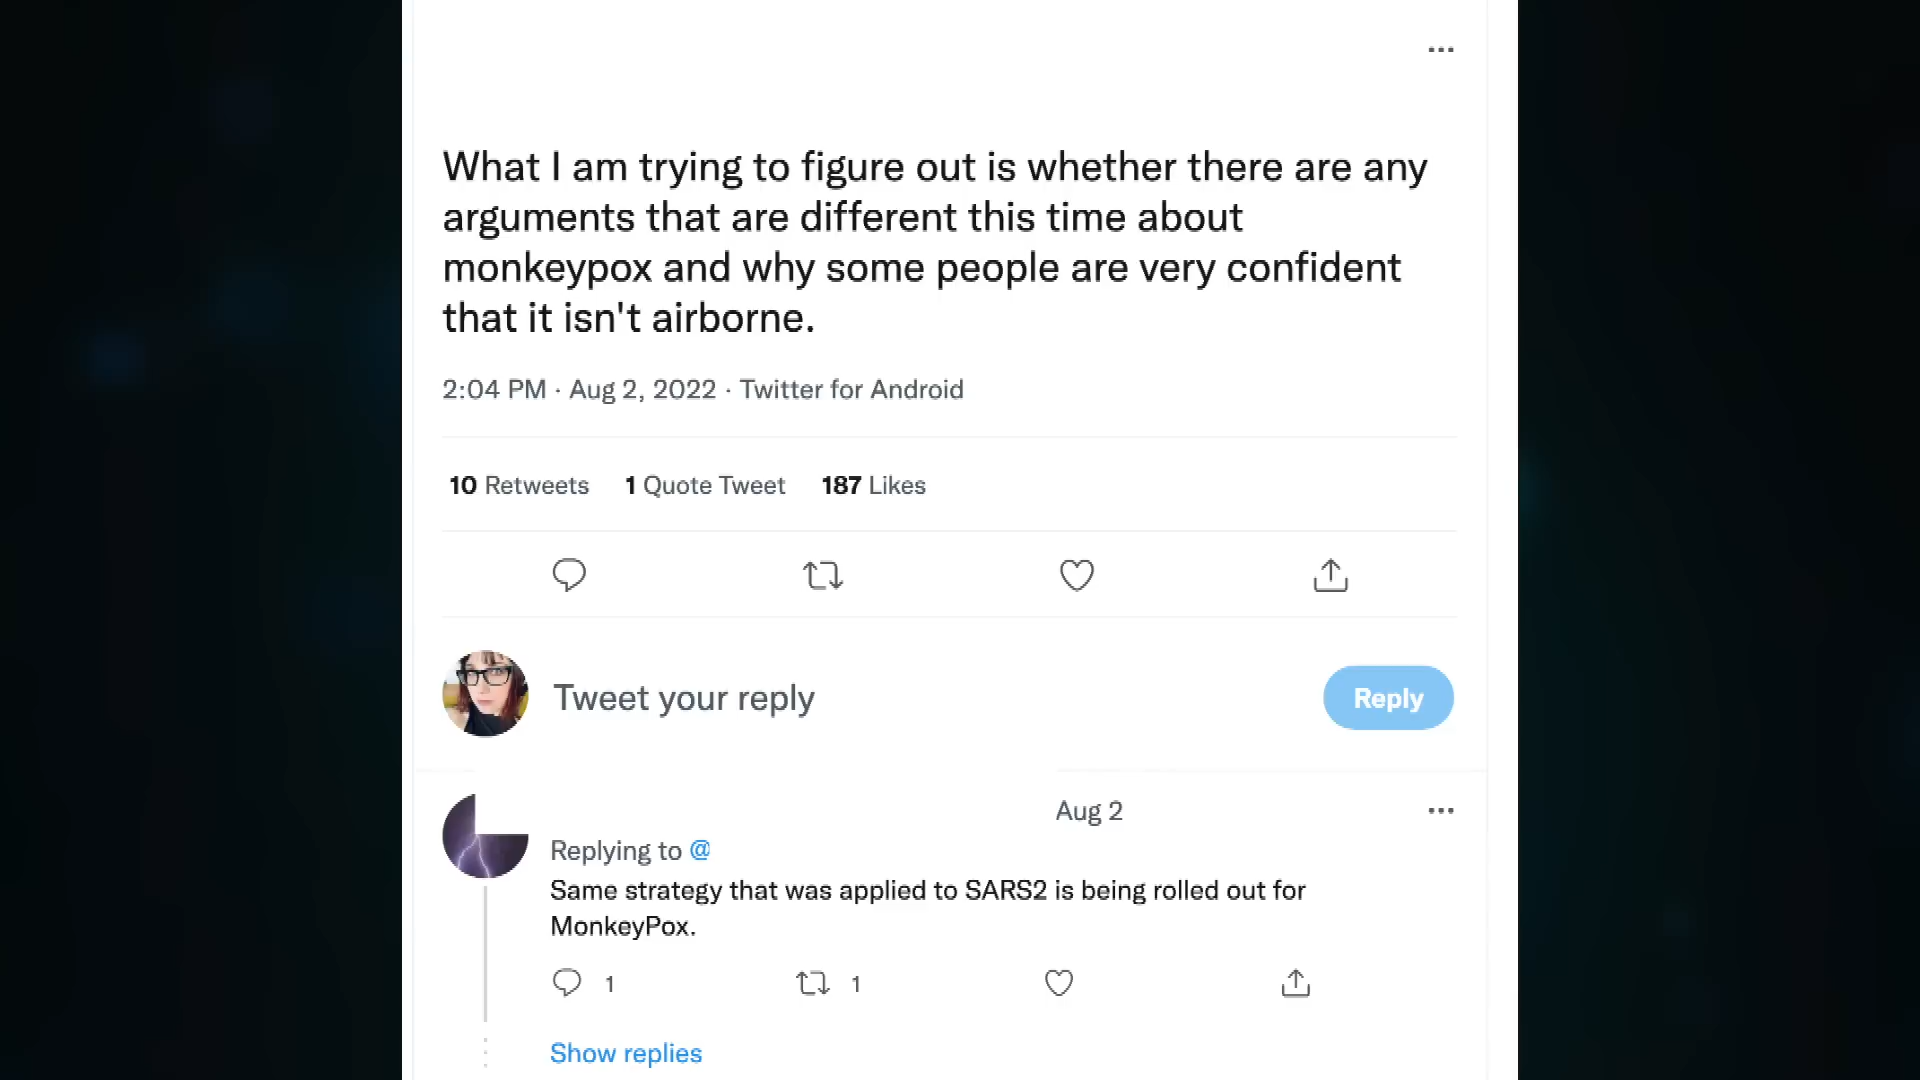 What I am trying to figure out is whether there are any
arguments that are different this time about
monkeypox and why some people are very confident
that it isn't airborne.
2:04 PM · Aug 2, 2022 · Twitter for Android
10 Retweets 1 Quote Tweet 187 Likes
Tweet your reply
Reply
Aug 2
Replying to @
Same strategy that was applied to SARS2 is being rolled out for
MonkeyPox.
1 1
Show replies